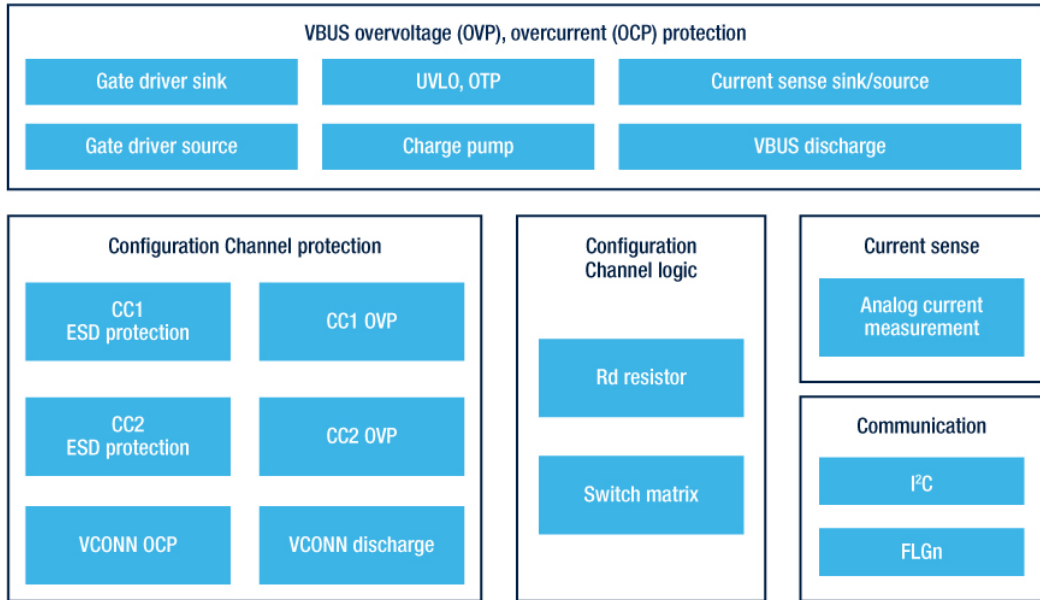 VBUS overvoltage (OVP), overcurrent (OCP) protection
Gate driver sink
UVLO, OTP
Current sense sink/source
Gate driver source
Charge pump
VBUS discharge
Configuration Channel protection
CC1
ESD protection
CC1 OVP
CC2
ESD protection
CC2 OVP
VCONN OCP
VCONN discharge
Configuration
Channel logic
Rd resistor
Switch matrix
Current sense
Analog current
measurement
Communication
I²C
FLGn